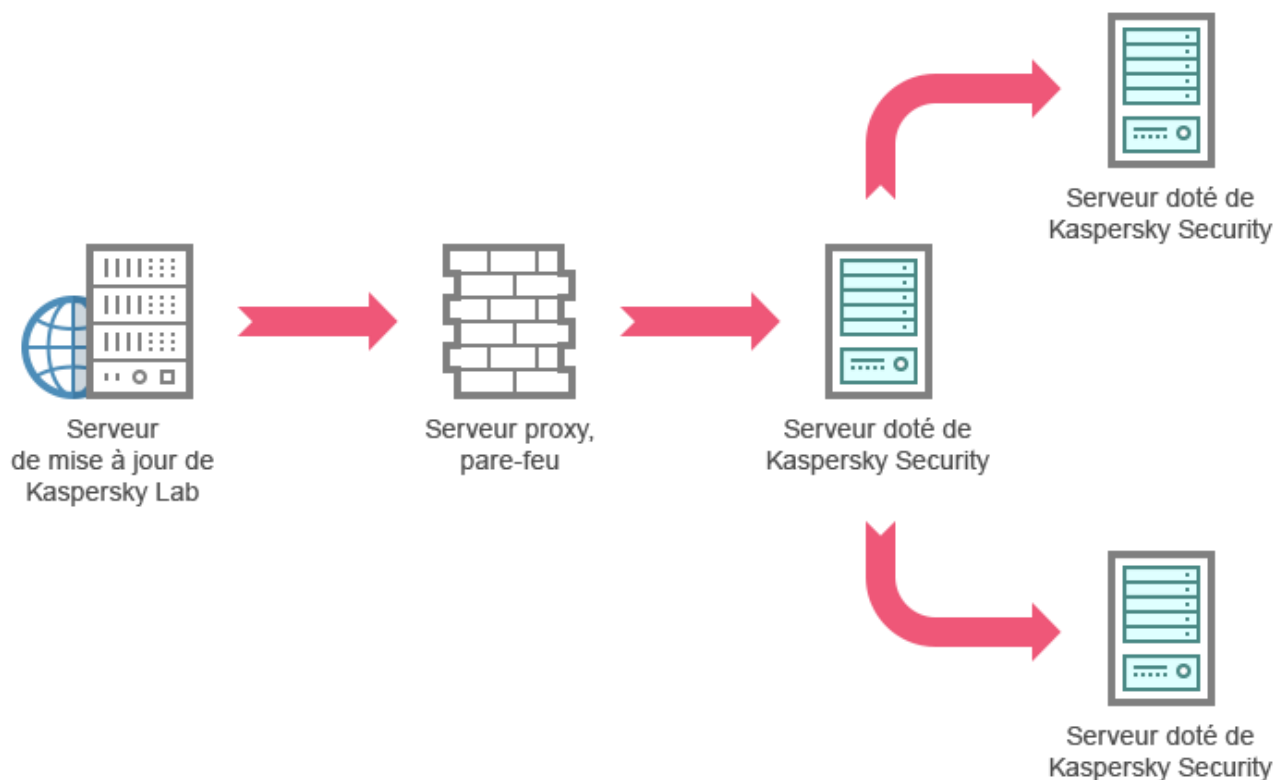 Serveur doté de
Kaspersky Security
Serveur
de mise à jour de
Kaspersky Lab
Serveur proxy,
pare-feu
Serveur doté de
Kaspersky Security
Serveur doté de
Kaspersky Security